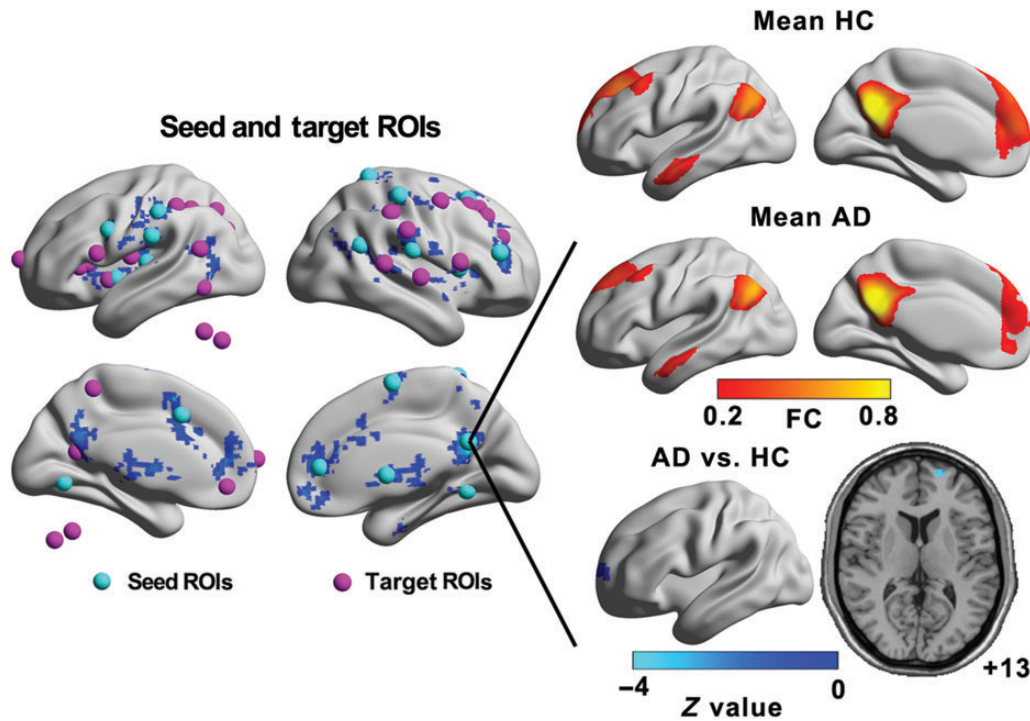 Seed and target ROIs
Seed ROIs
Target ROIs
Mean HC
Mean AD
0.2
FC
0.8
AD vs. HC
+13
−4
0
Z value